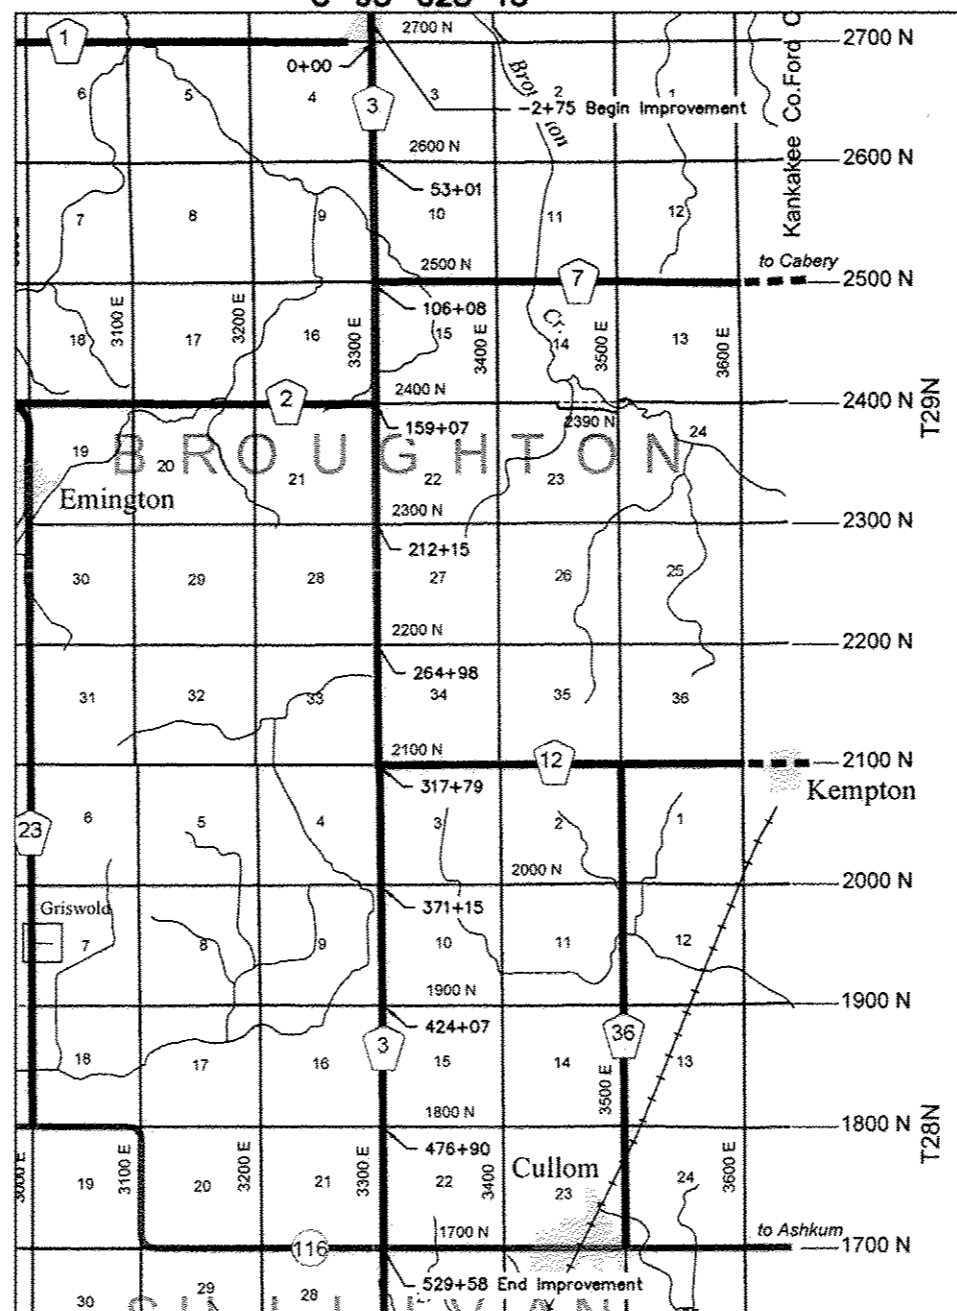 2700 N
2700 N
1
0+00
6
5
4
3
3
2
1
-2+75 Begin Improvement
Kankakee Co.
Ford C
2600 N
2600 N
53+01
7
8
9
10
11
12
to Cabery
2500 N
7
2500 N
106+08
18
3100 E
17
3200 E
16
3300 E
15
3400 E
Cr.
14
3500 E
13
3600 E
2400 N
2400 N
2
159+07
2390 N
T29N
BROUGHTON
19
20
21
22
23
24
Emington
2300 N
2300 N
212+15
30
29
28
27
26
25
2200 N
2200 N
264+98
31
32
33
34
35
36
2100 N
12
2100 N
317+79
Kempton
23
6
5
4
3
2
1
2000 N
2000 N
371+15
Griswold
7
8
9
10
11
12
1900 N
1900 N
424+07
3
36
18
17
16
15
14
13
3500 E
1800 N
1800 N
476+90
T28N
3000 E
19
3100 E
20
3200 E
21
3300 E
22
3400
Cullom
23
24
3600 E
1700 N
to Ashkum
1700 N
116
529+58 End Improvement
30
29
28